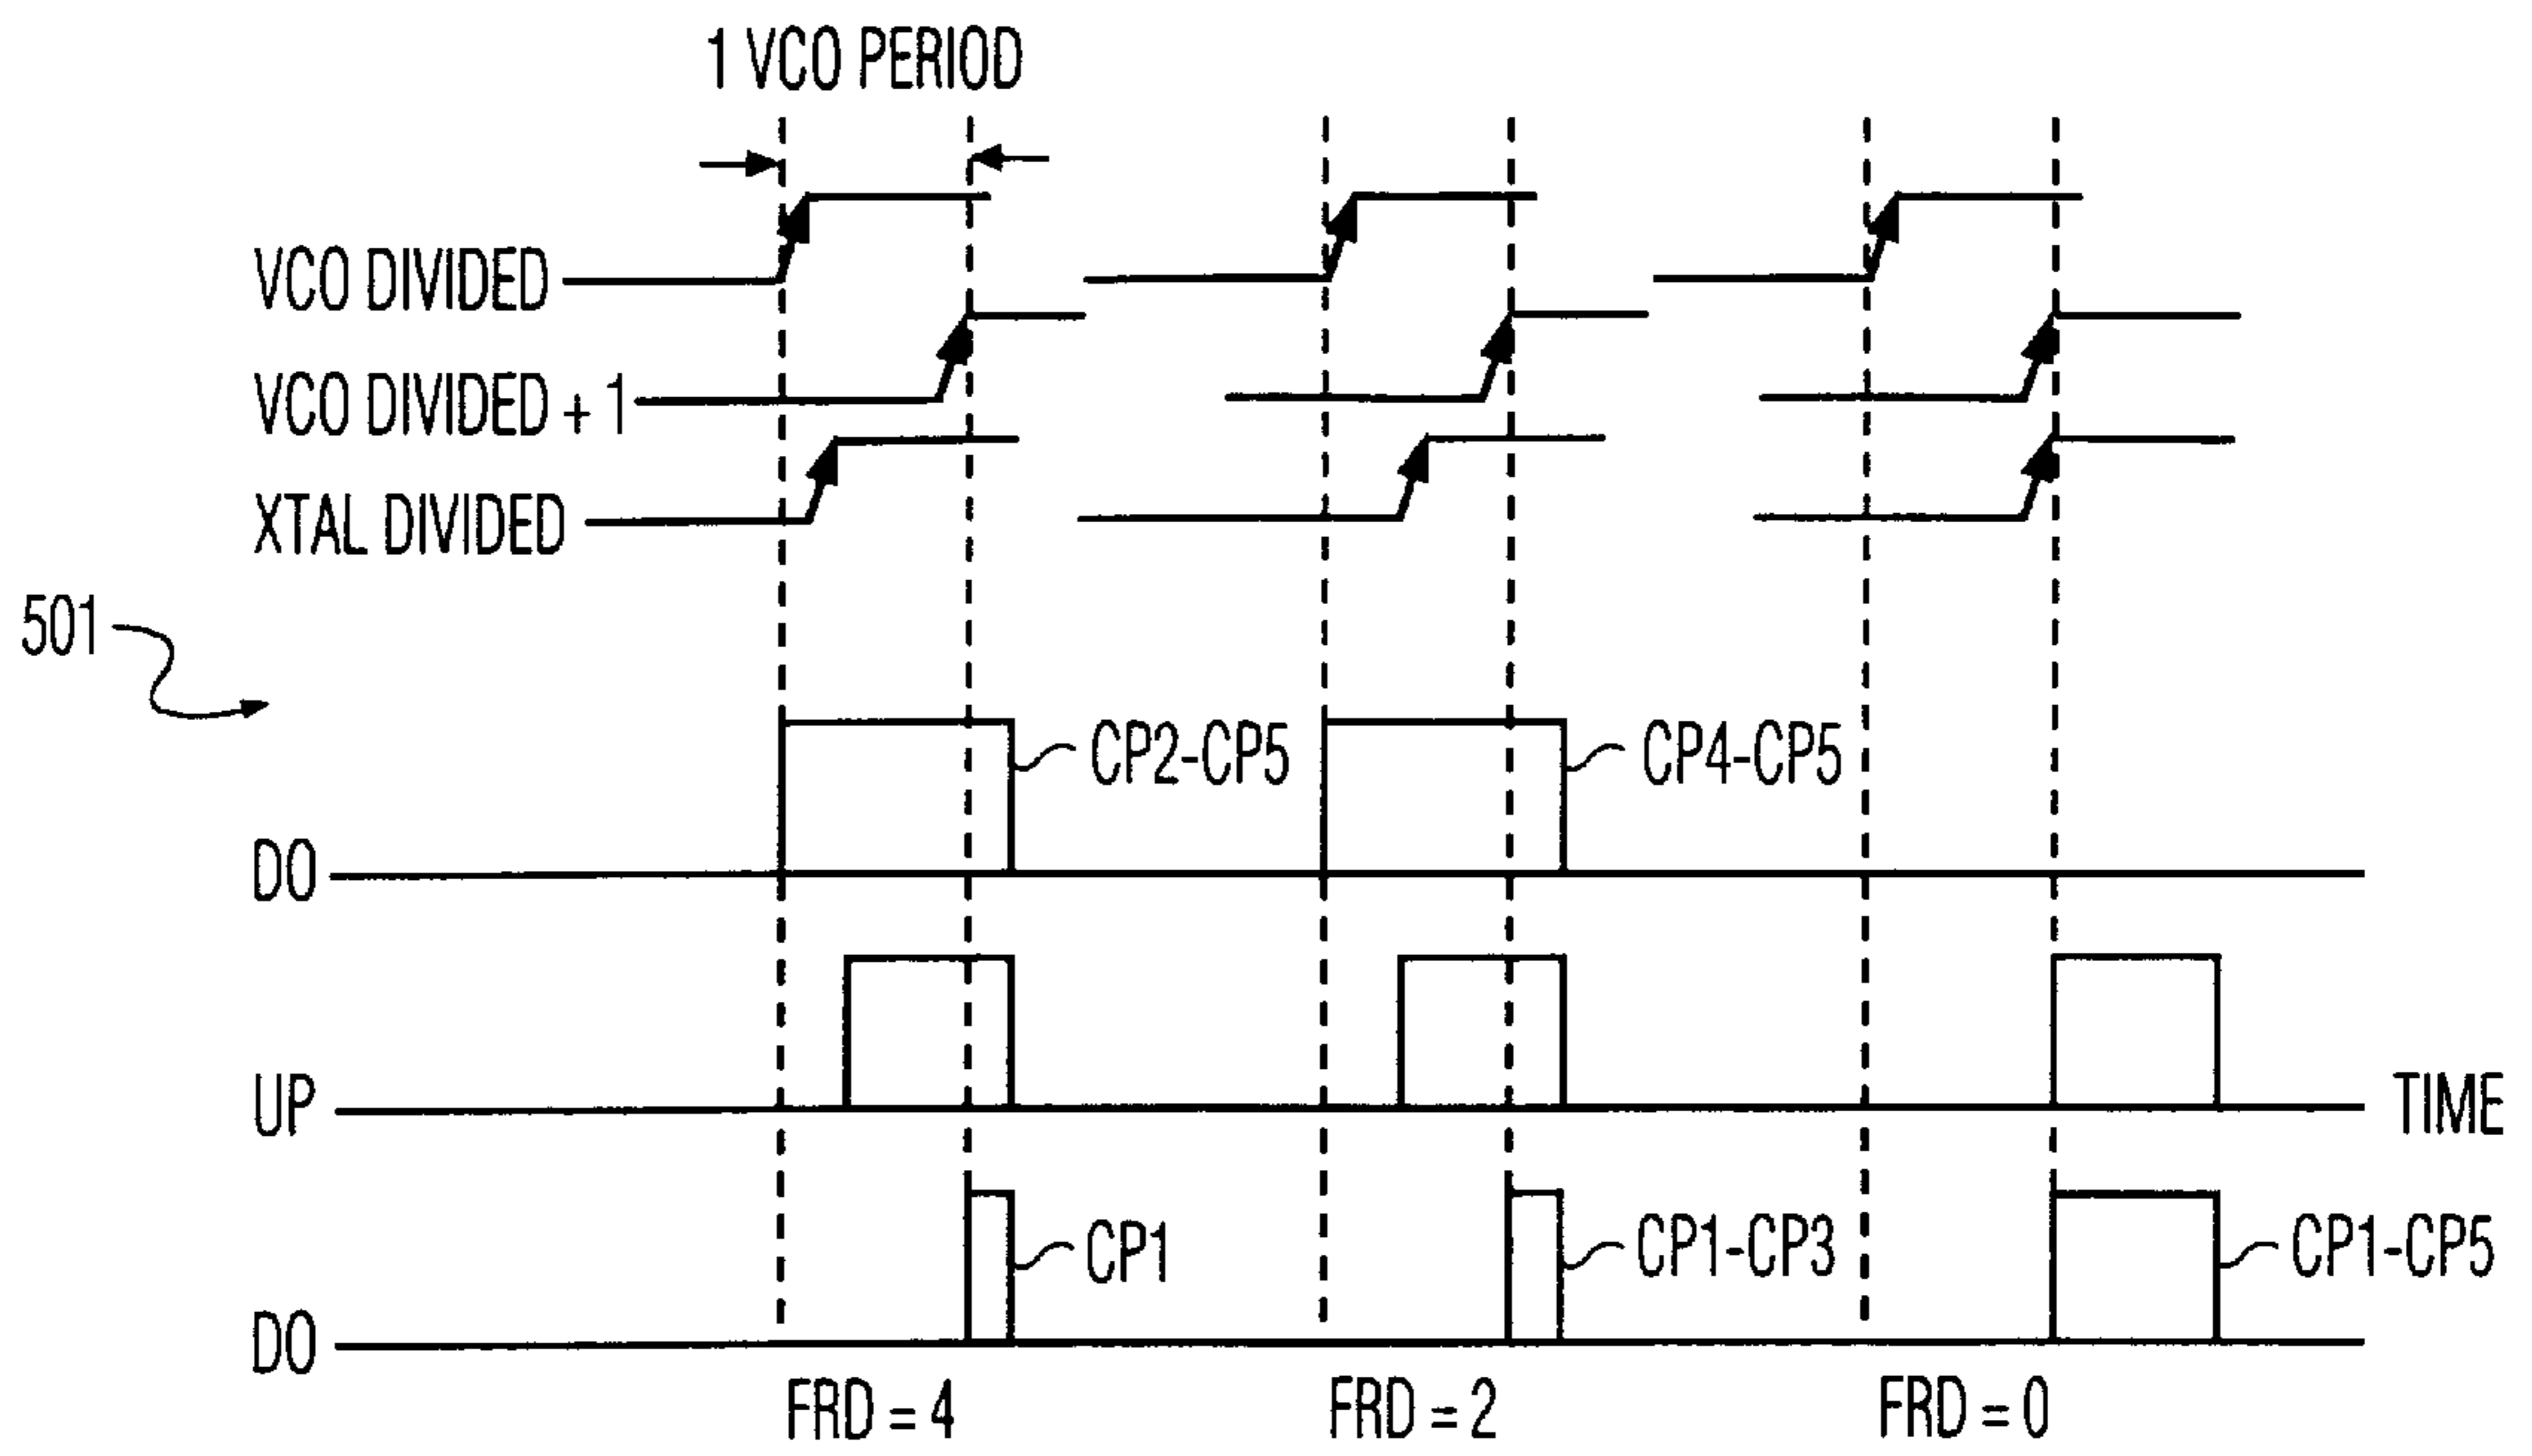 1 VCO PERIOD
VCO DIVIDED
VCO DIVIDED + 1
XTAL DIVIDED
501
CP2-CP5
CP4-CP5
DO
UP
TIME
CP1
CP1-CP3
CP1-CP5
DO
FRD = 4
FRD = 2
FRD = 0